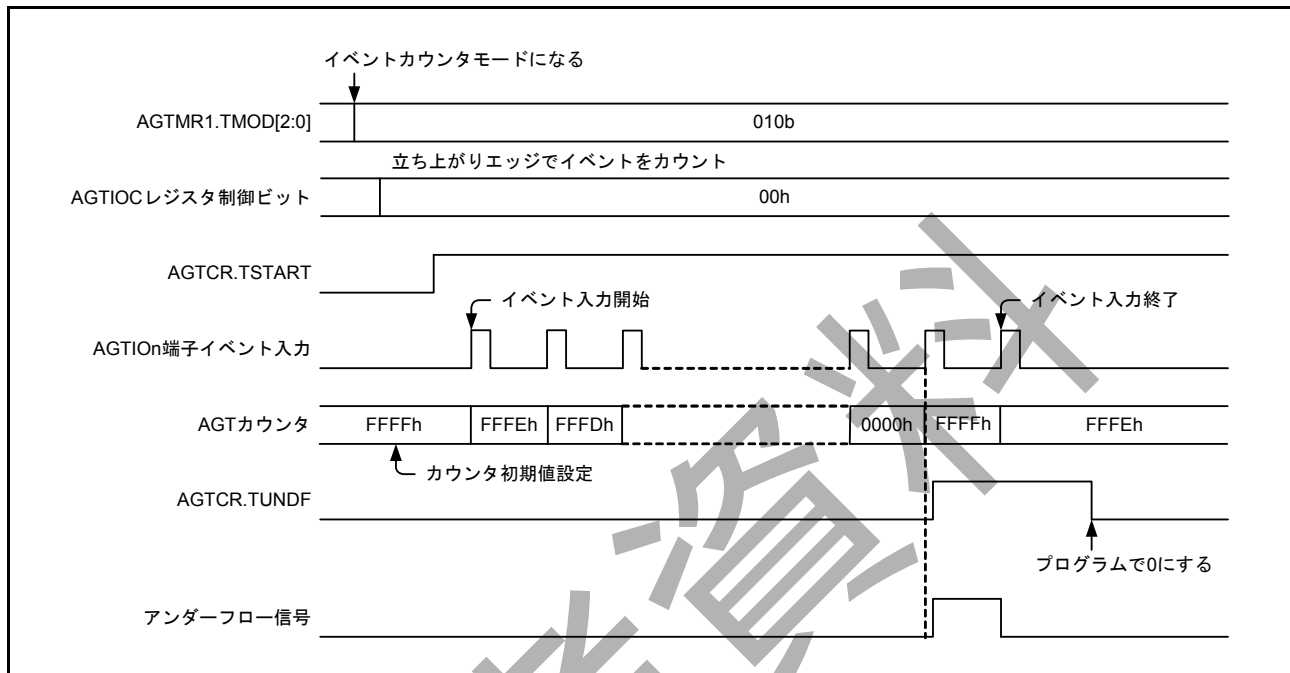 イベントカウンタモードになる
AGTMR1.TMOD[2:0]
010b
立ち上がりエッジでイベントをカウント
AGTIOCレジスタ制御ビット
00h
AGTCR.TSTART
イベント入力開始
イベント入力終了
AGTIOn端子イベント入力
AGTカウンタ
FFFFh
FFFEh
FFFDh
0000h
FFFFh
FFFEh
カウンタ初期値設定
AGTCR.TUNDF
プログラムで0にする
アンダーフロー信号
資料